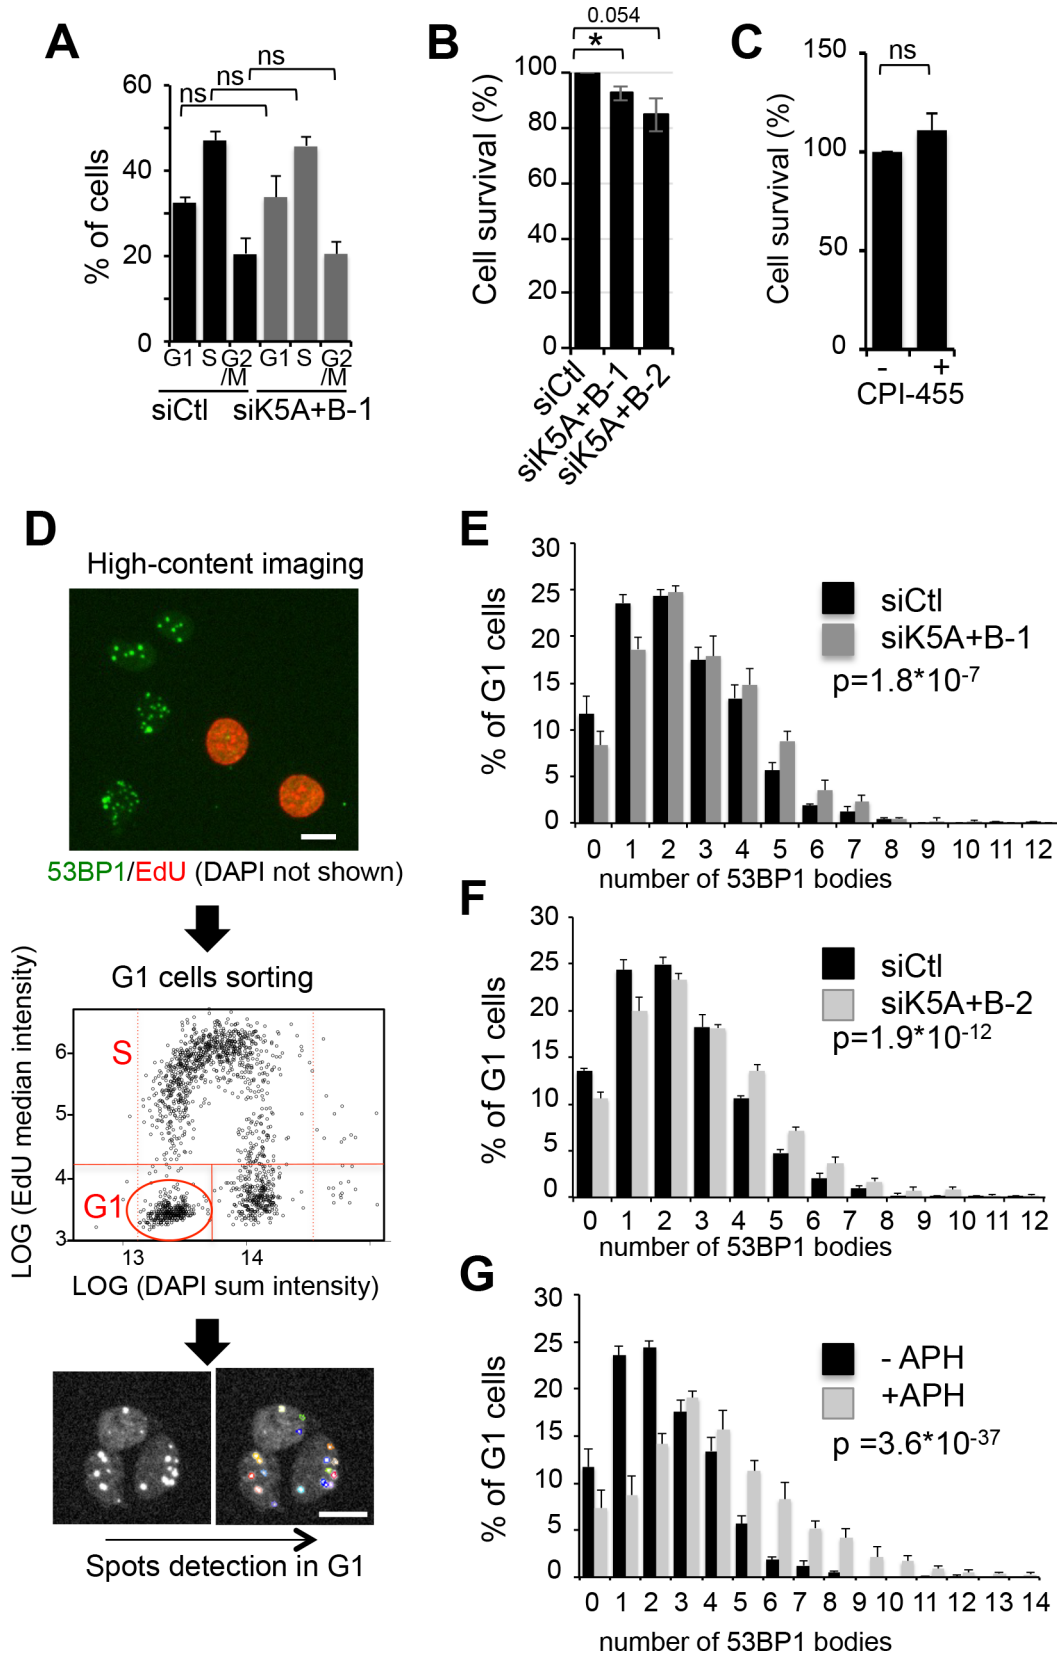 A
ns
ns
ns
60
40
20
0
% of cells
G1 S G2 G1 S G2
/M /M
siCtl siK5A+B-1
B
0.054
*
100
80
60
40
20
0
Cell survival (%)
siCtl
siK5A+B-1
siK5A+B-2
C
150
ns
100
50
0
Cell survival (%)
- +
CPI-455
D
High-content imaging
53BP1/EdU (DAPI not shown)
G1 cells sorting
LOG (EdU median intensity)
6
5
4
3
S
G1
13 14
LOG (DAPI sum intensity)
Spots detection in G1
E
30
25
20
15
10
5
0
% of G1 cells
siCtl
siK5A+B-1
p=1.8*10-7
0 1 2 3 4 5 6 7 8 9 10 11 12
number of 53BP1 bodies
F
30
25
20
15
10
5
0
% of G1 cells
siCtl
siK5A+B-2
p=1.9*10-12
0 1 2 3 4 5 6 7 8 9 10 11 12
number of 53BP1 bodies
G
30
25
20
15
10
5
0
% of G1 cells
- APH
+APH
p =3.6*10-37
0 1 2 3 4 5 6 7 8 9 10 11 12 13 14
number of 53BP1 bodies